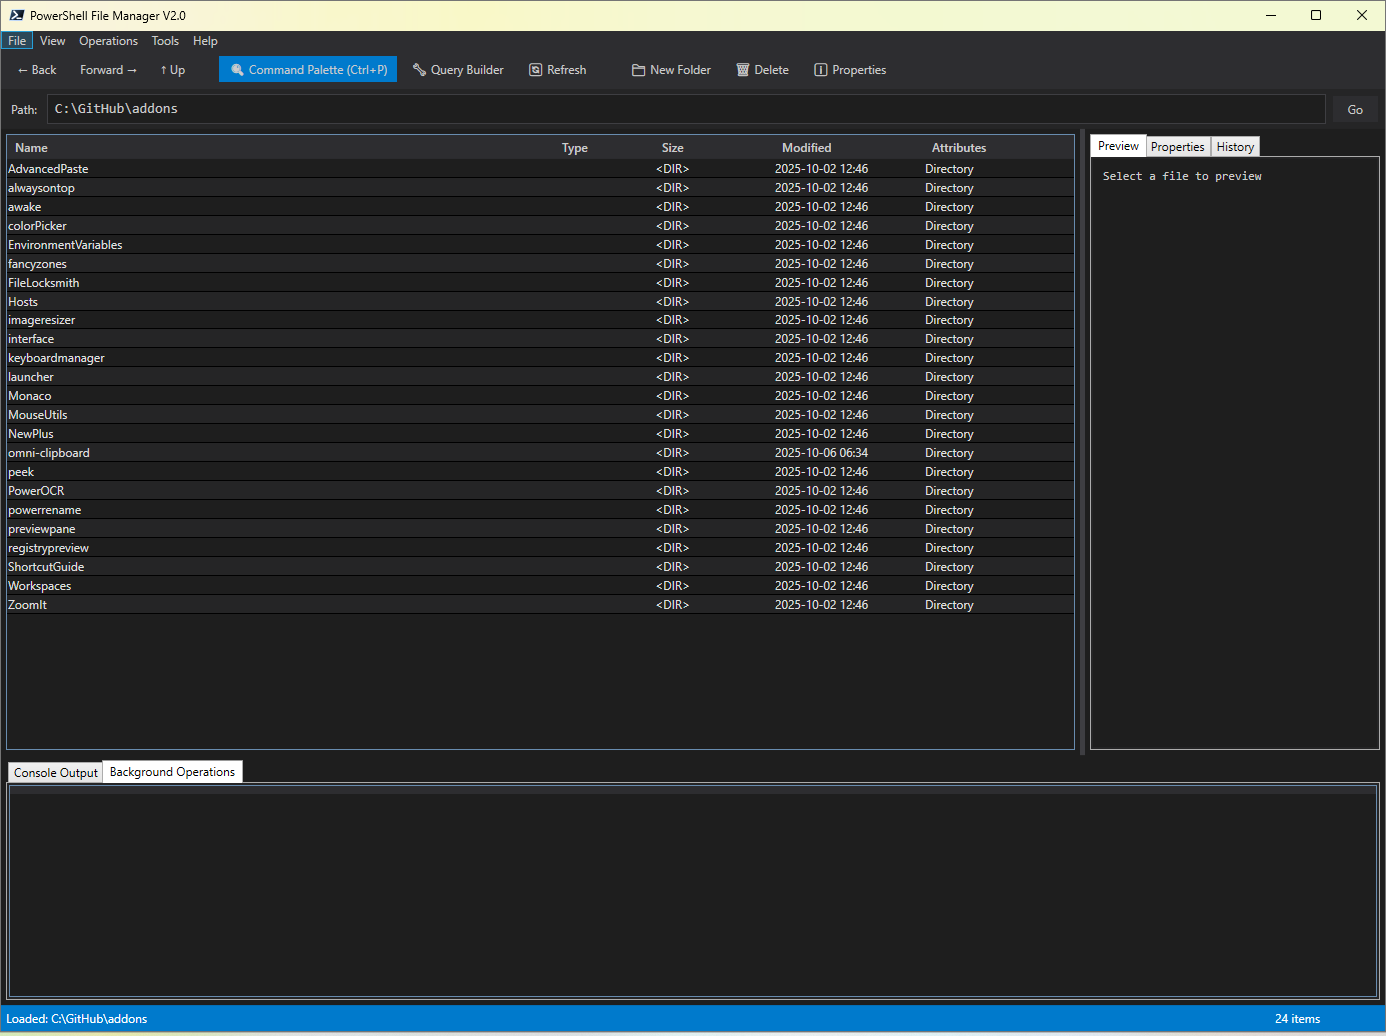 PowerShell File Manager V2.0
File View Operations Tools Help
← Back Forward → ↑ Up Command Palette (Ctrl+P) Query Builder Refresh New Folder Delete Properties
Path: C:\GitHub\addons Go
Name Type Size Modified Attributes
AdvancedPaste <DIR> 2025-10-02 12:46 Directory
alwaysontop <DIR> 2025-10-02 12:46 Directory
awake <DIR> 2025-10-02 12:46 Directory
colorPicker <DIR> 2025-10-02 12:46 Directory
EnvironmentVariables <DIR> 2025-10-02 12:46 Directory
fancyzones <DIR> 2025-10-02 12:46 Directory
FileLocksmith <DIR> 2025-10-02 12:46 Directory
Hosts <DIR> 2025-10-02 12:46 Directory
imageresizer <DIR> 2025-10-02 12:46 Directory
interface <DIR> 2025-10-02 12:46 Directory
keyboardmanager <DIR> 2025-10-02 12:46 Directory
launcher <DIR> 2025-10-02 12:46 Directory
Monaco <DIR> 2025-10-02 12:46 Directory
MouseUtils <DIR> 2025-10-02 12:46 Directory
NewPlus <DIR> 2025-10-02 12:46 Directory
omni-clipboard <DIR> 2025-10-06 06:34 Directory
peek <DIR> 2025-10-02 12:46 Directory
PowerOCR <DIR> 2025-10-02 12:46 Directory
powerrename <DIR> 2025-10-02 12:46 Directory
previewpane <DIR> 2025-10-02 12:46 Directory
registrypreview <DIR> 2025-10-02 12:46 Directory
ShortcutGuide <DIR> 2025-10-02 12:46 Directory
Workspaces <DIR> 2025-10-02 12:46 Directory
ZoomIt <DIR> 2025-10-02 12:46 Directory
Preview Properties History
Select a file to preview
Console Output Background Operations
Loaded: C:\GitHub\addons 24 items